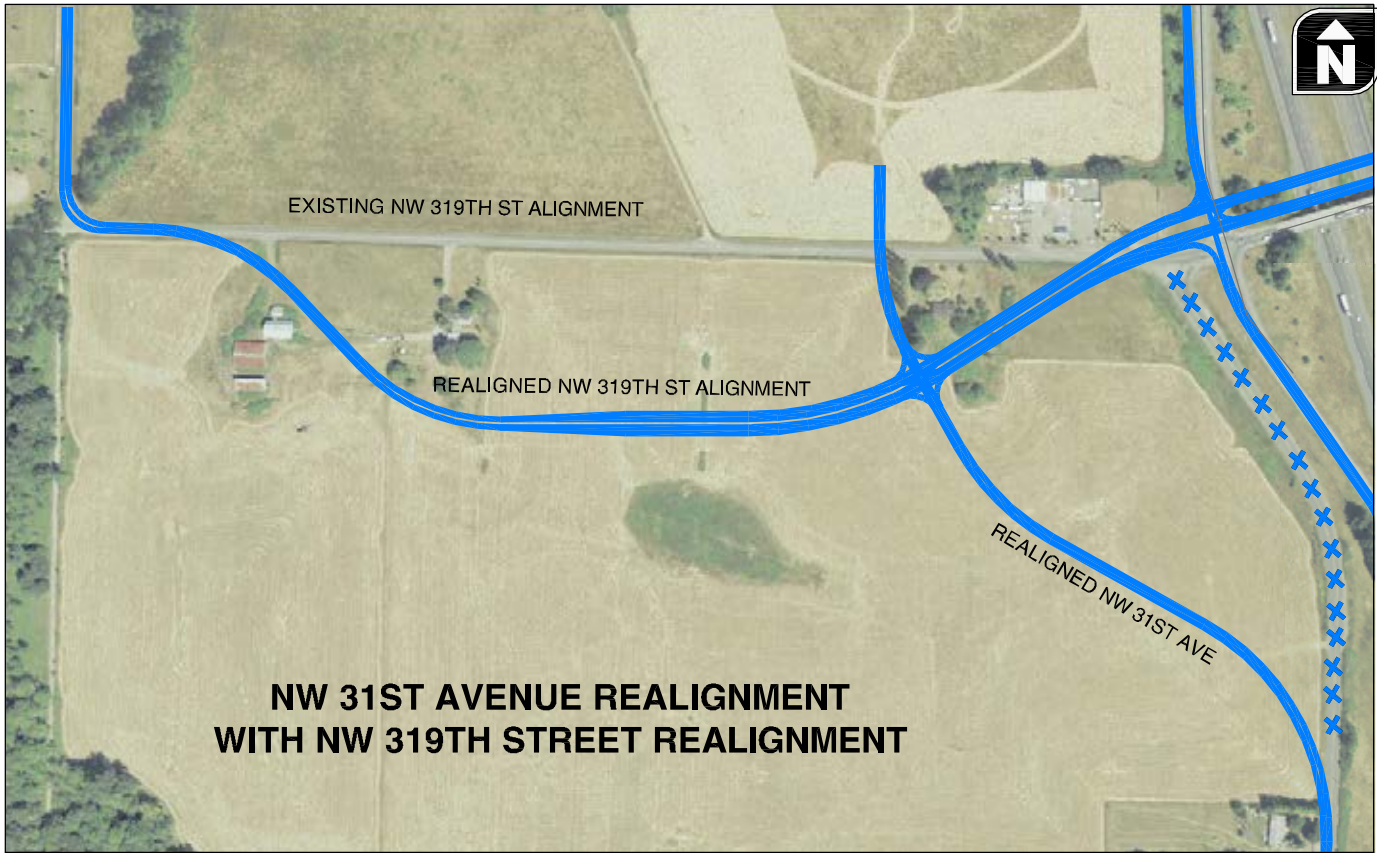 N
EXISTING NW 319TH ST ALIGNMENT
REALIGNED NW 319TH ST ALIGNMENT
REALIGNED NW 31ST AVE
NW 31ST AVENUE REALIGNMENT
WITH NW 319TH STREET REALIGNMENT